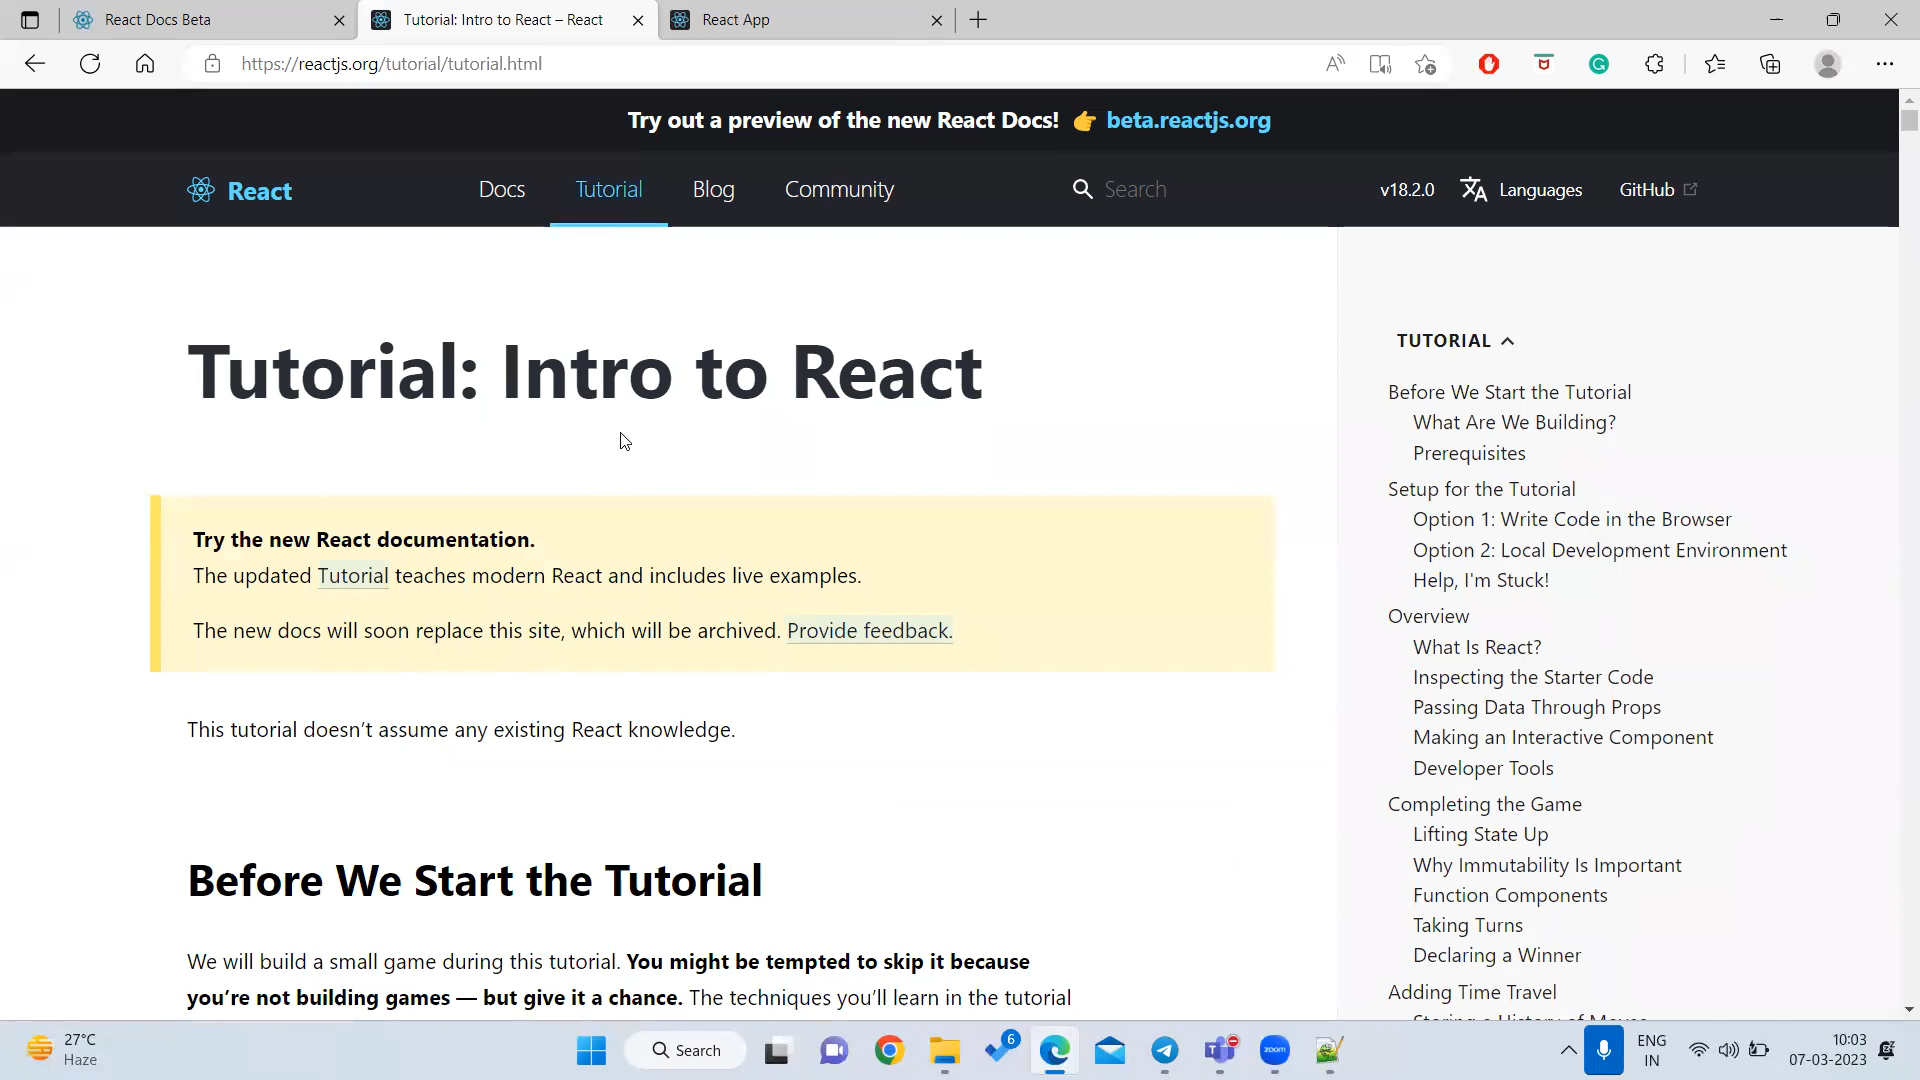 React Docs Beta
Tutorial: Intro to React – React
React App
https://reactjs.org/tutorial/tutorial.html
Try out a preview of the new React Docs! 👉 beta.reactjs.org
React
Docs
Tutorial
Blog
Community
Search
v18.2.0
Languages
GitHub
Tutorial: Intro to React
Try the new React documentation.
The updated Tutorial teaches modern React and includes live examples.
The new docs will soon replace this site, which will be archived. Provide feedback.
This tutorial doesn’t assume any existing React knowledge.
Before We Start the Tutorial
We will build a small game during this tutorial. You might be tempted to skip it because
you’re not building games — but give it a chance. The techniques you’ll learn in the tutorial
TUTORIAL
Before We Start the Tutorial
What Are We Building?
Prerequisites
Setup for the Tutorial
Option 1: Write Code in the Browser
Option 2: Local Development Environment
Help, I'm Stuck!
Overview
What Is React?
Inspecting the Starter Code
Passing Data Through Props
Making an Interactive Component
Developer Tools
Completing the Game
Lifting State Up
Why Immutability Is Important
Function Components
Taking Turns
Declaring a Winner
Adding Time Travel
Storing a History of Moves
27°C
Haze
Search
6
zoom
ENG
IN
10:03
07-03-2023